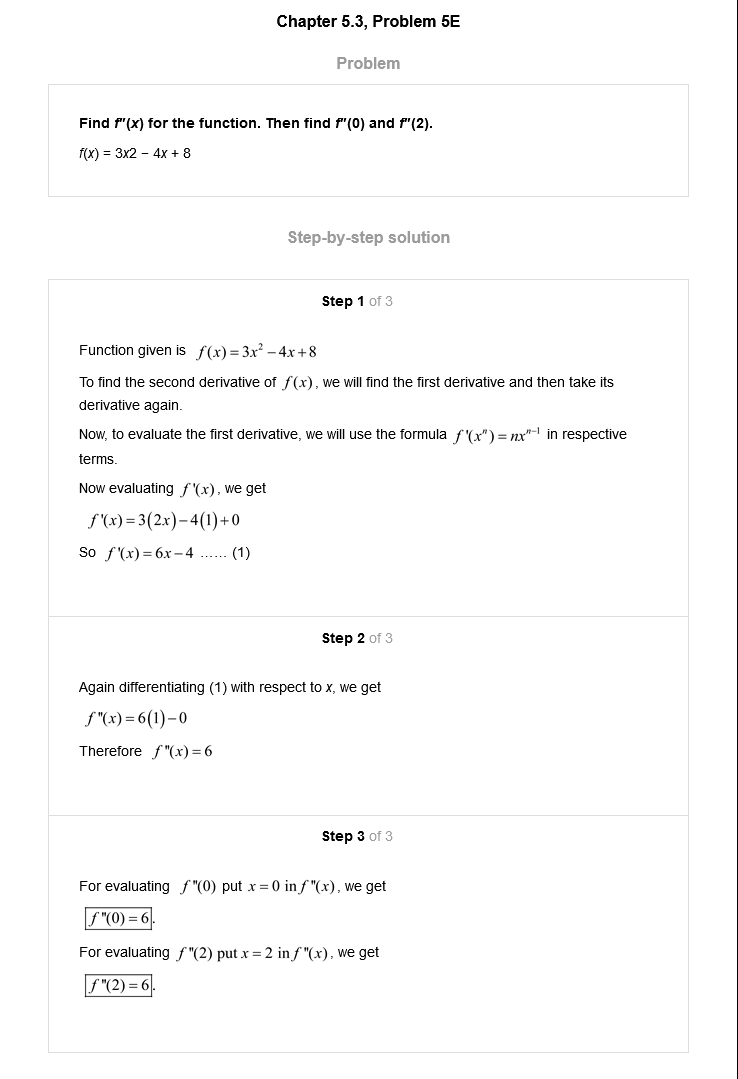 Chapter 5.3, Problem 5E
Problem
Find f″(x) for the function. Then find f″(0) and f″(2).
f(x) = 3x2 − 4x + 8
Step-by-step solution
Step 1 of 3
Function given is f(x) = 3x² − 4x + 8
To find the second derivative of f(x), we will find the first derivative and then take its
derivative again.
Now, to evaluate the first derivative, we will use the formula f'(xⁿ) = nxⁿ⁻¹ in respective
terms.
Now evaluating f'(x), we get
f'(x) = 3(2x) − 4(1) + 0
So f'(x) = 6x − 4 ...... (1)
Step 2 of 3
Again differentiating (1) with respect to x, we get
f"(x) = 6(1) − 0
Therefore f"(x) = 6
Step 3 of 3
For evaluating f"(0) put x = 0 in f"(x), we get
f"(0) = 6.
For evaluating f"(2) put x = 2 in f"(x), we get
f"(2) = 6.